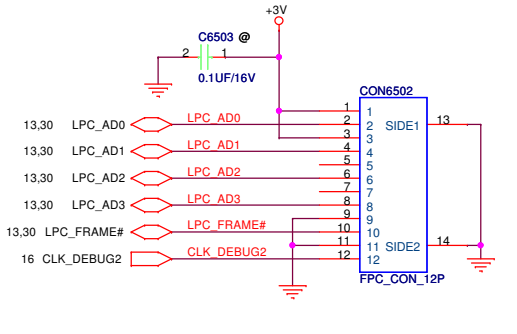 +3V
C6503 @
2 1
0.1UF/16V
CON6502
13,30 LPC_AD0 LPC_AD0
13,30 LPC_AD1 LPC_AD1
13,30 LPC_AD2 LPC_AD2
13,30 LPC_AD3 LPC_AD3
13,30 LPC_FRAME# LPC_FRAME#
16 CLK_DEBUG2 CLK_DEBUG2
1 1
2 2 SIDE1 13
3 3
4 4
5 5
6 6
7 7
8 8
9 9
10 10
11 11 SIDE2 14
12 12
FPC_CON_12P